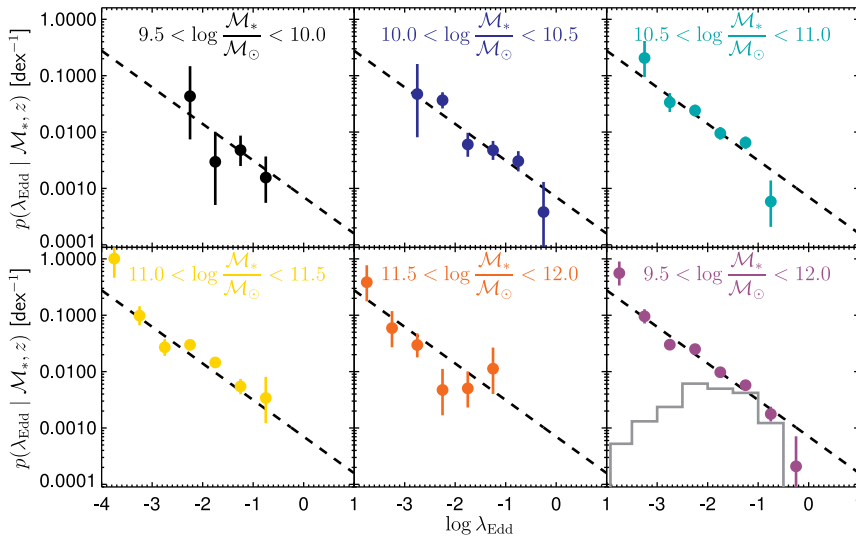 9.5 < log M*/M⊙ < 10.0
10.0 < log M*/M⊙ < 10.5
10.5 < log M*/M⊙ < 11.0
p(λEdd | M*, z) [dex⁻¹]
1.0000
0.1000
0.0100
0.0010
0.0001
11.0 < log M*/M⊙ < 11.5
11.5 < log M*/M⊙ < 12.0
9.5 < log M*/M⊙ < 12.0
p(λEdd | M*, z) [dex⁻¹]
1.0000
0.1000
0.0100
0.0010
0.0001
-4 -3 -2 -1 0 1 -3 -2 -1 0 1 -3 -2 -1 0 1
log λEdd